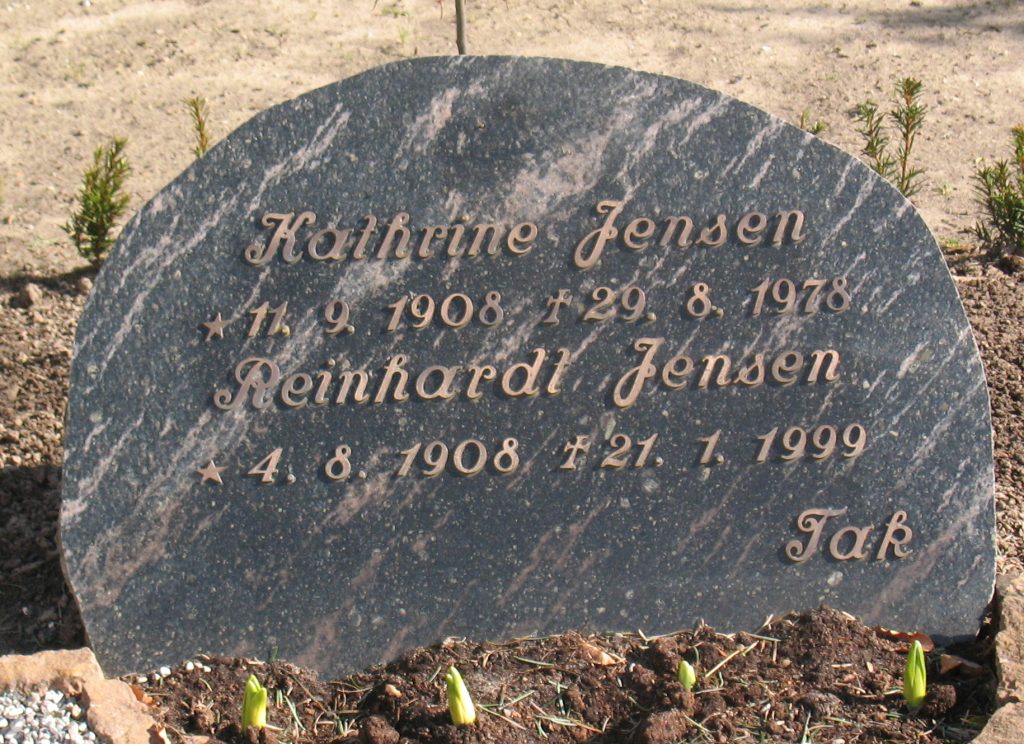 Kathrine Jensen
★ 11. 9. 1908 ✝ 29. 8. 1978
Reinhardt Jensen
★ 4. 8. 1908 ✝ 21. 1. 1999
Tak